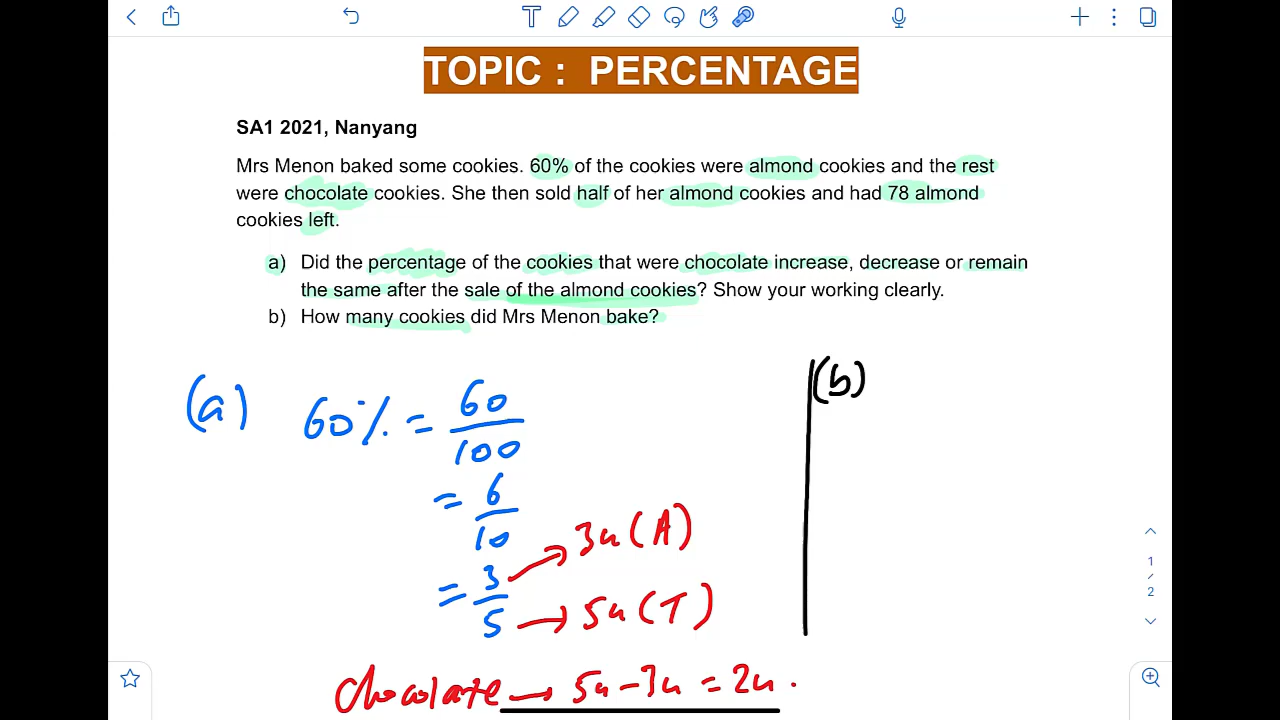 TOPIC : PERCENTAGE
SA1 2021, Nanyang
Mrs Menon baked some cookies. 60% of the cookies were almond cookies and the rest
were chocolate cookies. She then sold half of her almond cookies and had 78 almond
cookies left.
a) Did the percentage of the cookies that were chocolate increase, decrease or remain
the same after the sale of the almond cookies? Show your working clearly.
b) How many cookies did Mrs Menon bake?
(a) 60% = 60/100
= 6/10
= 3/5
3u (A)
5u (T)
chocolate → 5u - 3u = 2u.
(b)
1
/
2